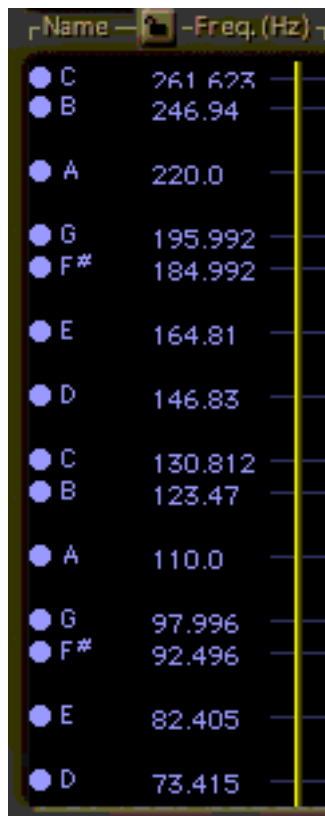 Name Freq. (Hz)
C 261.623
B 246.94
A 220.0
G 195.992
F# 184.992
E 164.81
D 146.83
C 130.812
B 123.47
A 110.0
G 97.996
F# 92.496
E 82.405
D 73.415